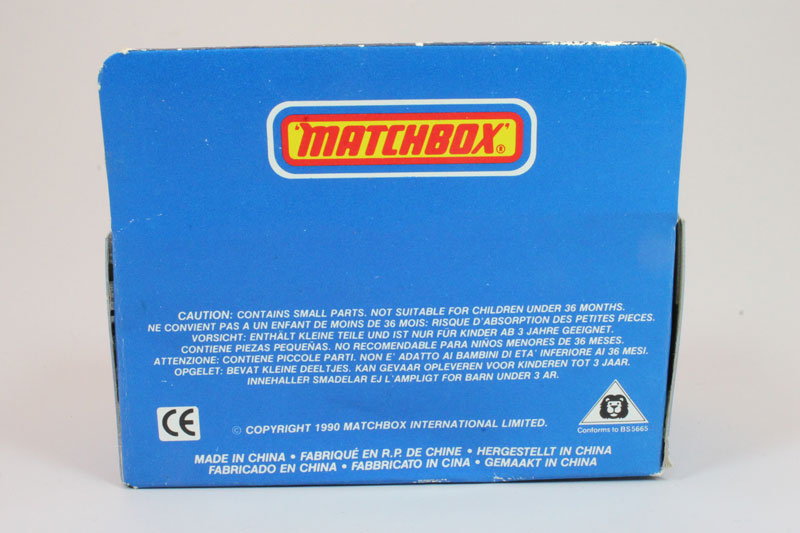 "MATCHBOX"®
CAUTION: CONTAINS SMALL PARTS. NOT SUITABLE FOR CHILDREN UNDER 36 MONTHS.
NE CONVIENT PAS A UN ENFANT DE MOINS DE 36 MOIS: RISQUE D'ABSORPTION DES PETITES PIECES.
VORSICHT: ENTHÄLT KLEINE TEILE UND IST NUR FÜR KINDER AB 3 JAHRE GEEIGNET.
CONTIENE PIEZAS PEQUEÑAS. NO RECOMENDABLE PARA NIÑOS MENORES DE 36 MESES.
ATTENZIONE: CONTIENE PICCOLE PARTI. NON E' ADATTO AI BAMBINI DI ETA' INFERIORE AI 36 MESI.
OPGELET: BEVAT KLEINE DEELTJES. KAN GEVAAR OPLEVEREN VOOR KINDEREN TOT 3 JAAR.
INNEHALLER SMADELAR EJ L'AMPLIGT FOR BARN UNDER 3 AR.
CE
© COPYRIGHT 1990 MATCHBOX INTERNATIONAL LIMITED.
Conforms to BS5665
MADE IN CHINA • FABRIQUÉ EN R.P. DE CHINE • HERGESTELLT IN CHINA
FABRICADO EN CHINA • FABBRICATO IN CINA • GEMAAKT IN CHINA